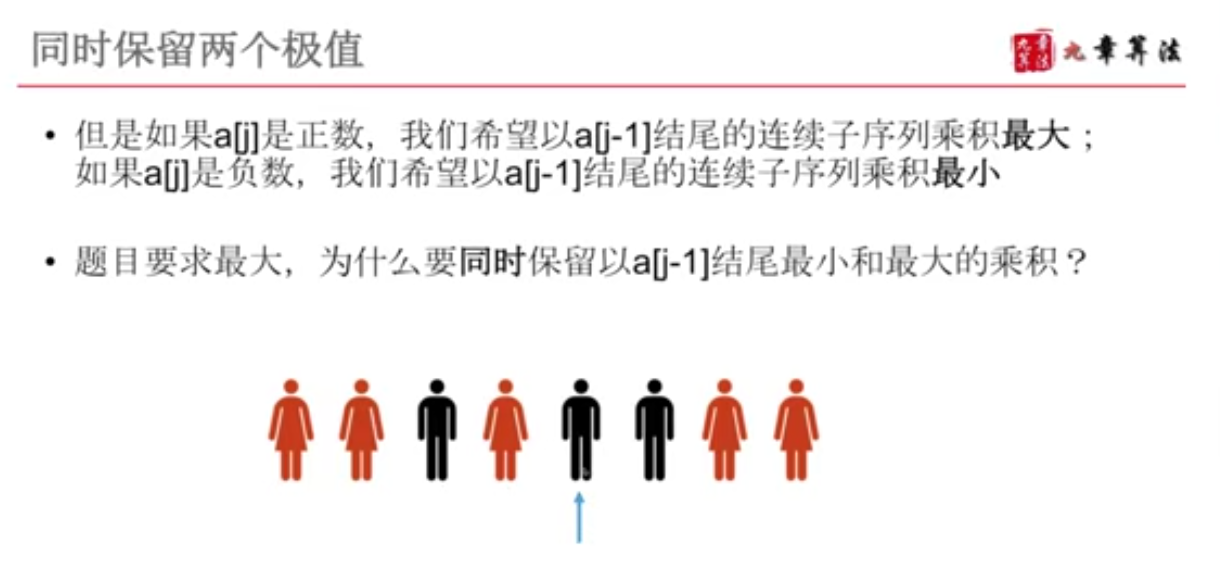 同时保留两个极值
九章算法
九章算法
• 但是如果a[j]是正数，我们希望以a[j-1]结尾的连续子序列乘积最大；
如果a[j]是负数，我们希望以a[j-1]结尾的连续子序列乘积最小
• 题目要求最大，为什么要同时保留以a[j-1]结尾最小和最大的乘积？